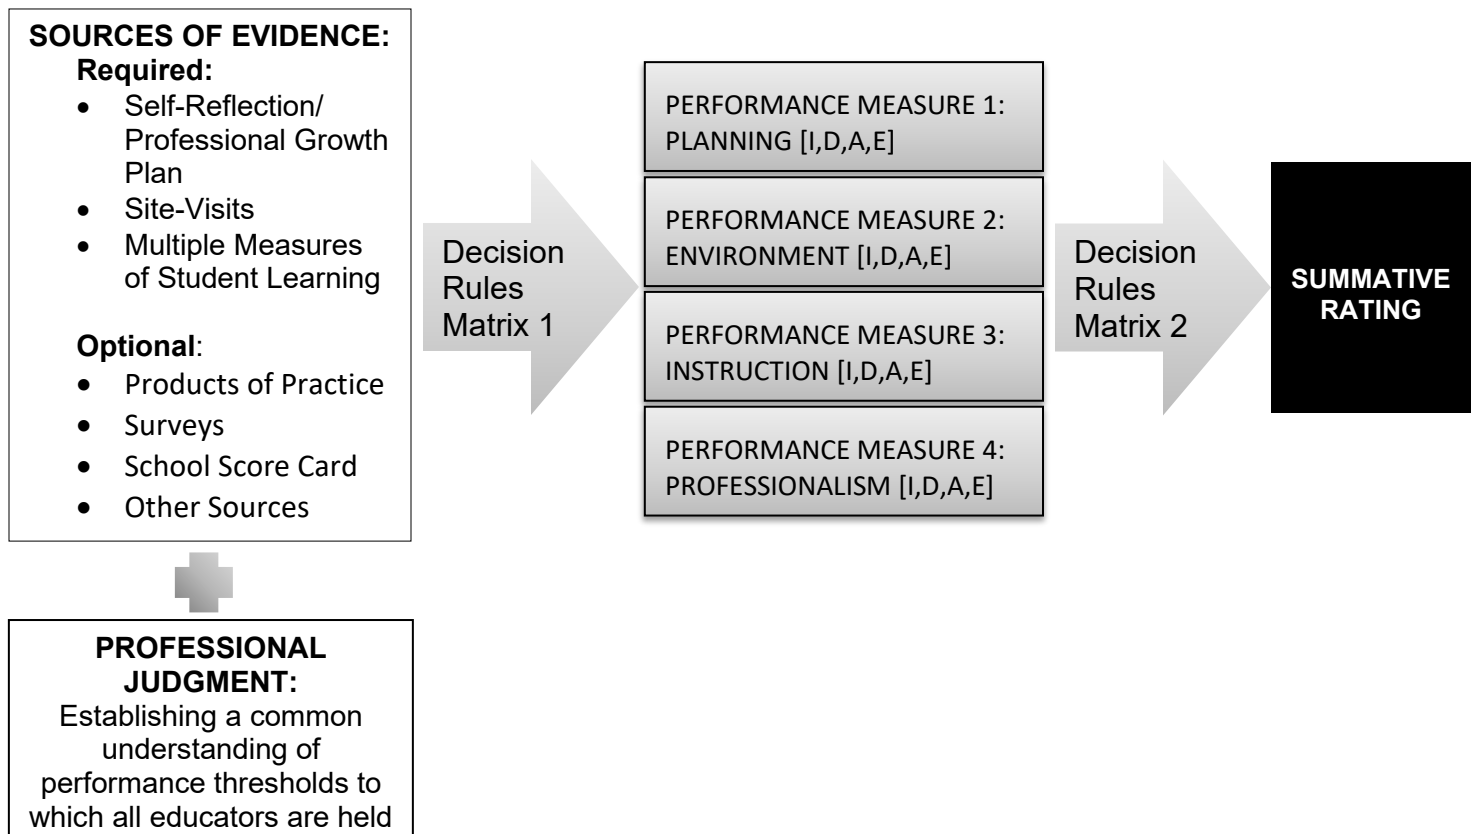 SOURCES OF EVIDENCE:
Required:
• Self-Reflection/
Professional Growth
Plan
• Site-Visits
• Multiple Measures
of Student Learning
Optional:
• Products of Practice
• Surveys
• School Score Card
• Other Sources
PROFESSIONAL
JUDGMENT:
Establishing a common
understanding of
performance thresholds to
which all educators are held
Decision
Rules
Matrix 1
PERFORMANCE MEASURE 1:
PLANNING [I,D,A,E]
PERFORMANCE MEASURE 2:
ENVIRONMENT [I,D,A,E]
PERFORMANCE MEASURE 3:
INSTRUCTION [I,D,A,E]
PERFORMANCE MEASURE 4:
PROFESSIONALISM [I,D,A,E]
Decision
Rules
Matrix 2
SUMMATIVE
RATING